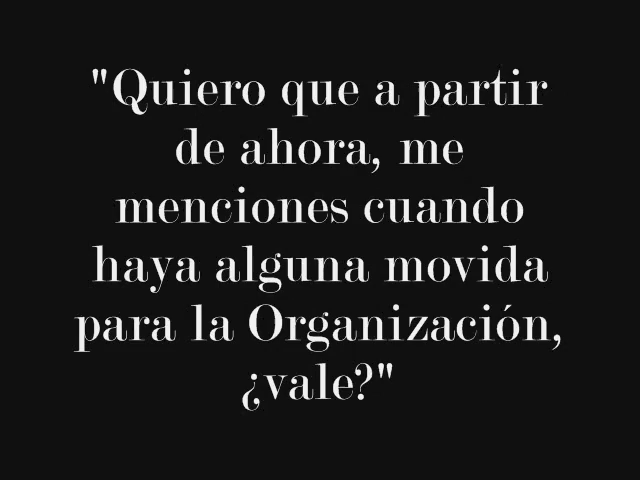 "Quiero que a partir
de ahora, me
menciones cuando
haya alguna movida
para la Organización,
¿vale?"